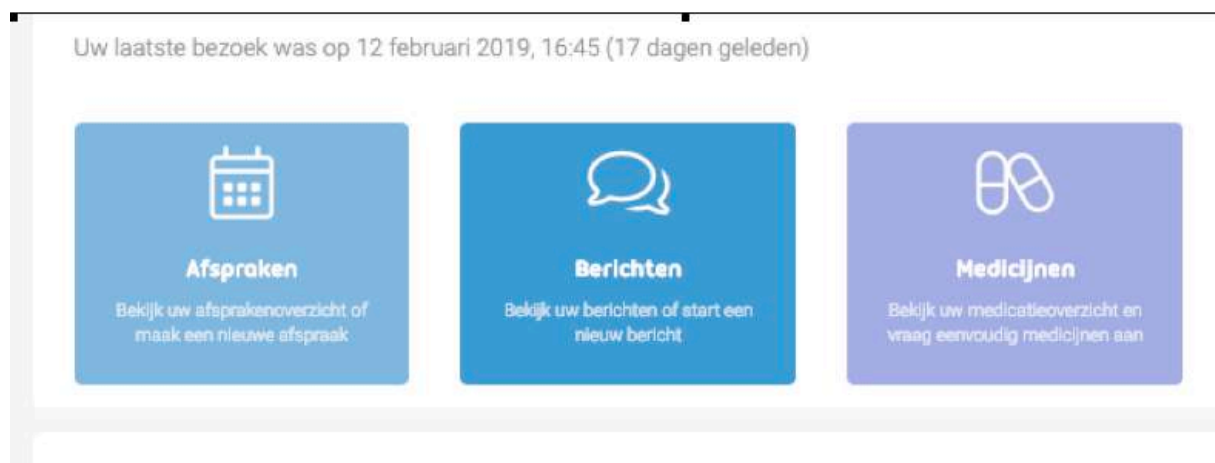 Uw laatste bezoek was op 12 februari 2019, 16:45 (17 dagen geleden)
Afspraken
Bekijk uw afsprakenoverzicht of
maak een nieuwe afspraak
Berichten
Bekijk uw berichten of start een
nieuw bericht
Medicijnen
Bekijk uw medicatieoverzicht en
vraag eenvoudig medicijnen aan